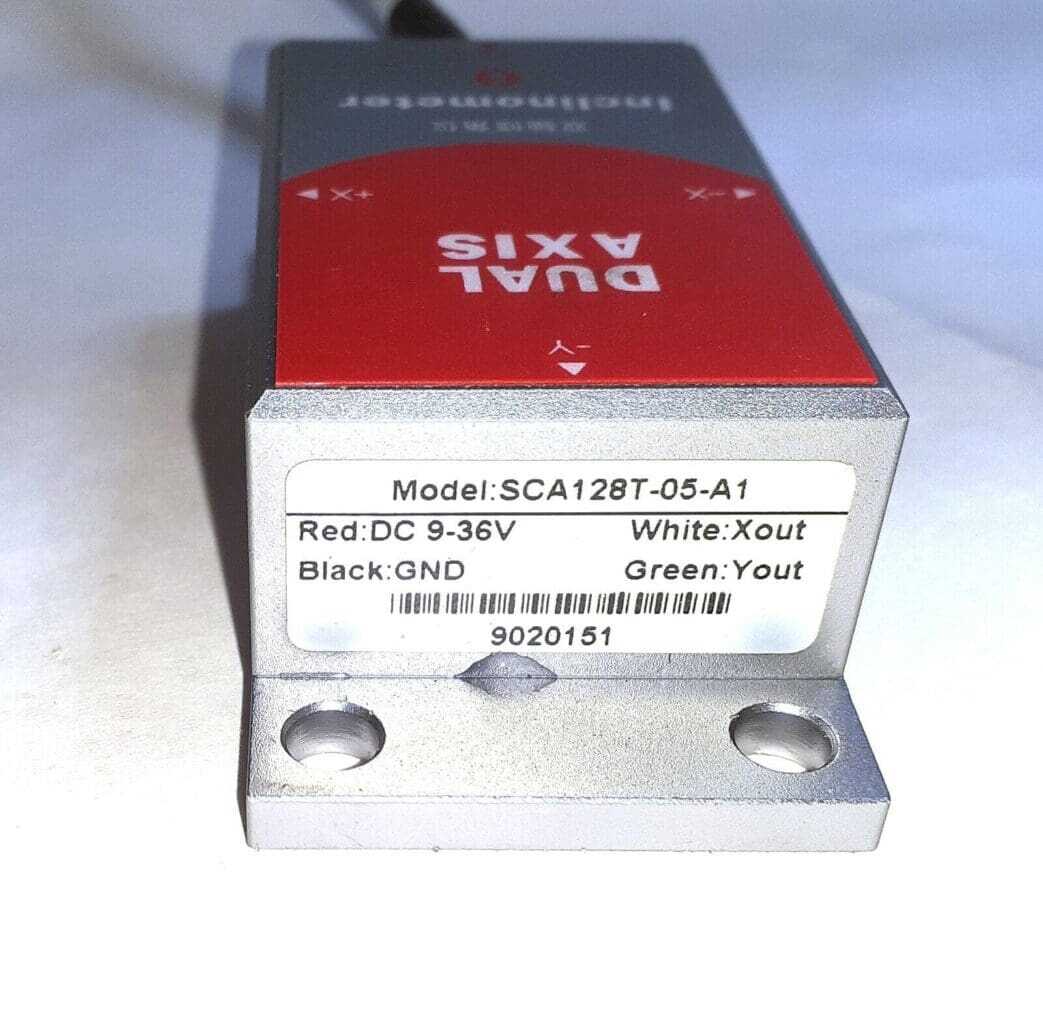 Inclinometer
DUAL
AXIS
+X
-X
-Y
Model:SCA128T-05-A1
Red:DC 9-36V White:Xout
Black:GND Green:Yout
9020151